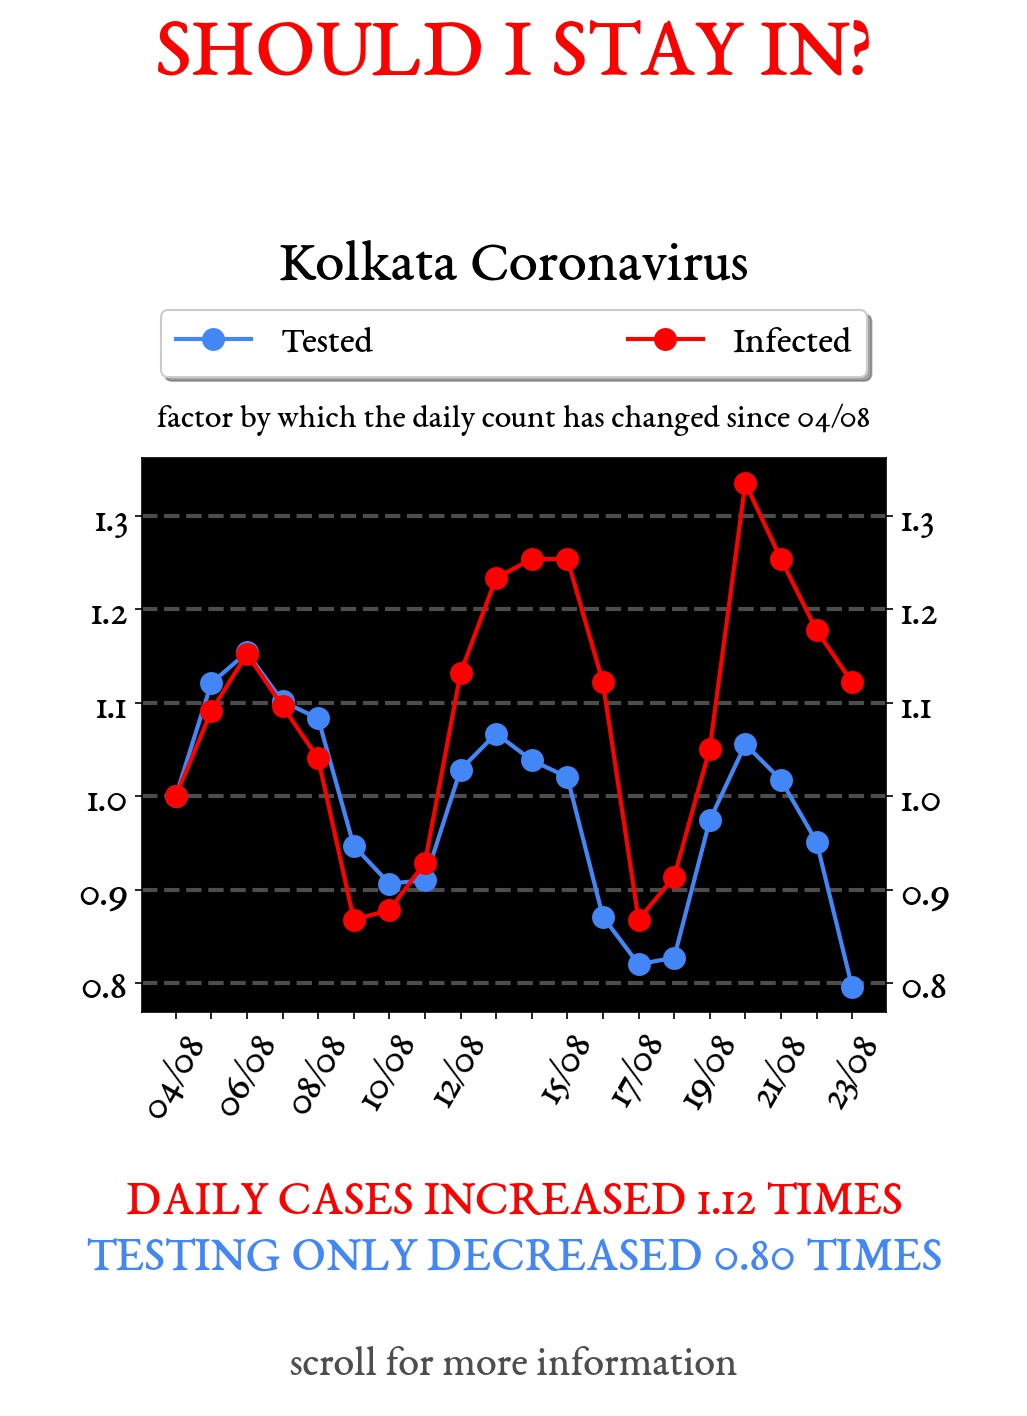 SHOULD I STAY IN?
Kolkata Coronavirus
Tested Infected
factor by which the daily count has changed since 04/08
1.3 1.3
1.2 1.2
1.1 1.1
1.0 1.0
0.9 0.9
0.8 0.8
04/08 06/08 08/08 10/08 12/08 15/08 17/08 19/08 21/08 23/08
DAILY CASES INCREASED 1.12 TIMES
TESTING ONLY DECREASED 0.80 TIMES
scroll for more information